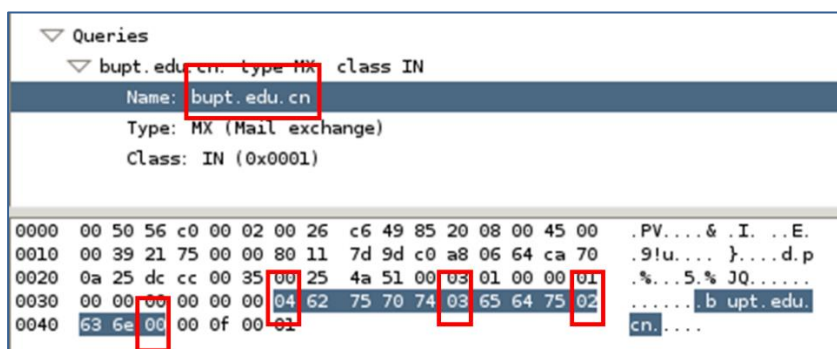 Queries
bupt.edu.cn: type MX, class IN
Name: bupt.edu.cn
Type: MX (Mail exchange)
Class: IN (0x0001)
0000 00 50 56 c0 00 02 00 26 c6 49 85 20 08 00 45 00 .PV....& .I. ..E.
0010 00 39 21 75 00 00 80 11 7d 9d c0 a8 06 64 ca 70 .9!u.... }....d.p
0020 0a 25 dc cc 00 35 00 25 4a 51 00 03 01 00 00 01 .%...5.% JQ......
0030 00 00 00 00 00 00 04 62 75 70 74 03 65 64 75 02 .......b upt.edu.
0040 63 6e 00 00 0f 00 01 cn.....